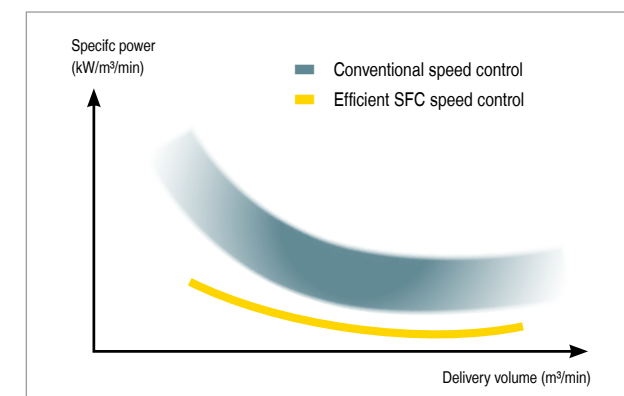 Specifc power
(kW/m³/min)
Conventional speed control
Efficient SFC speed control
Delivery volume (m³/min)